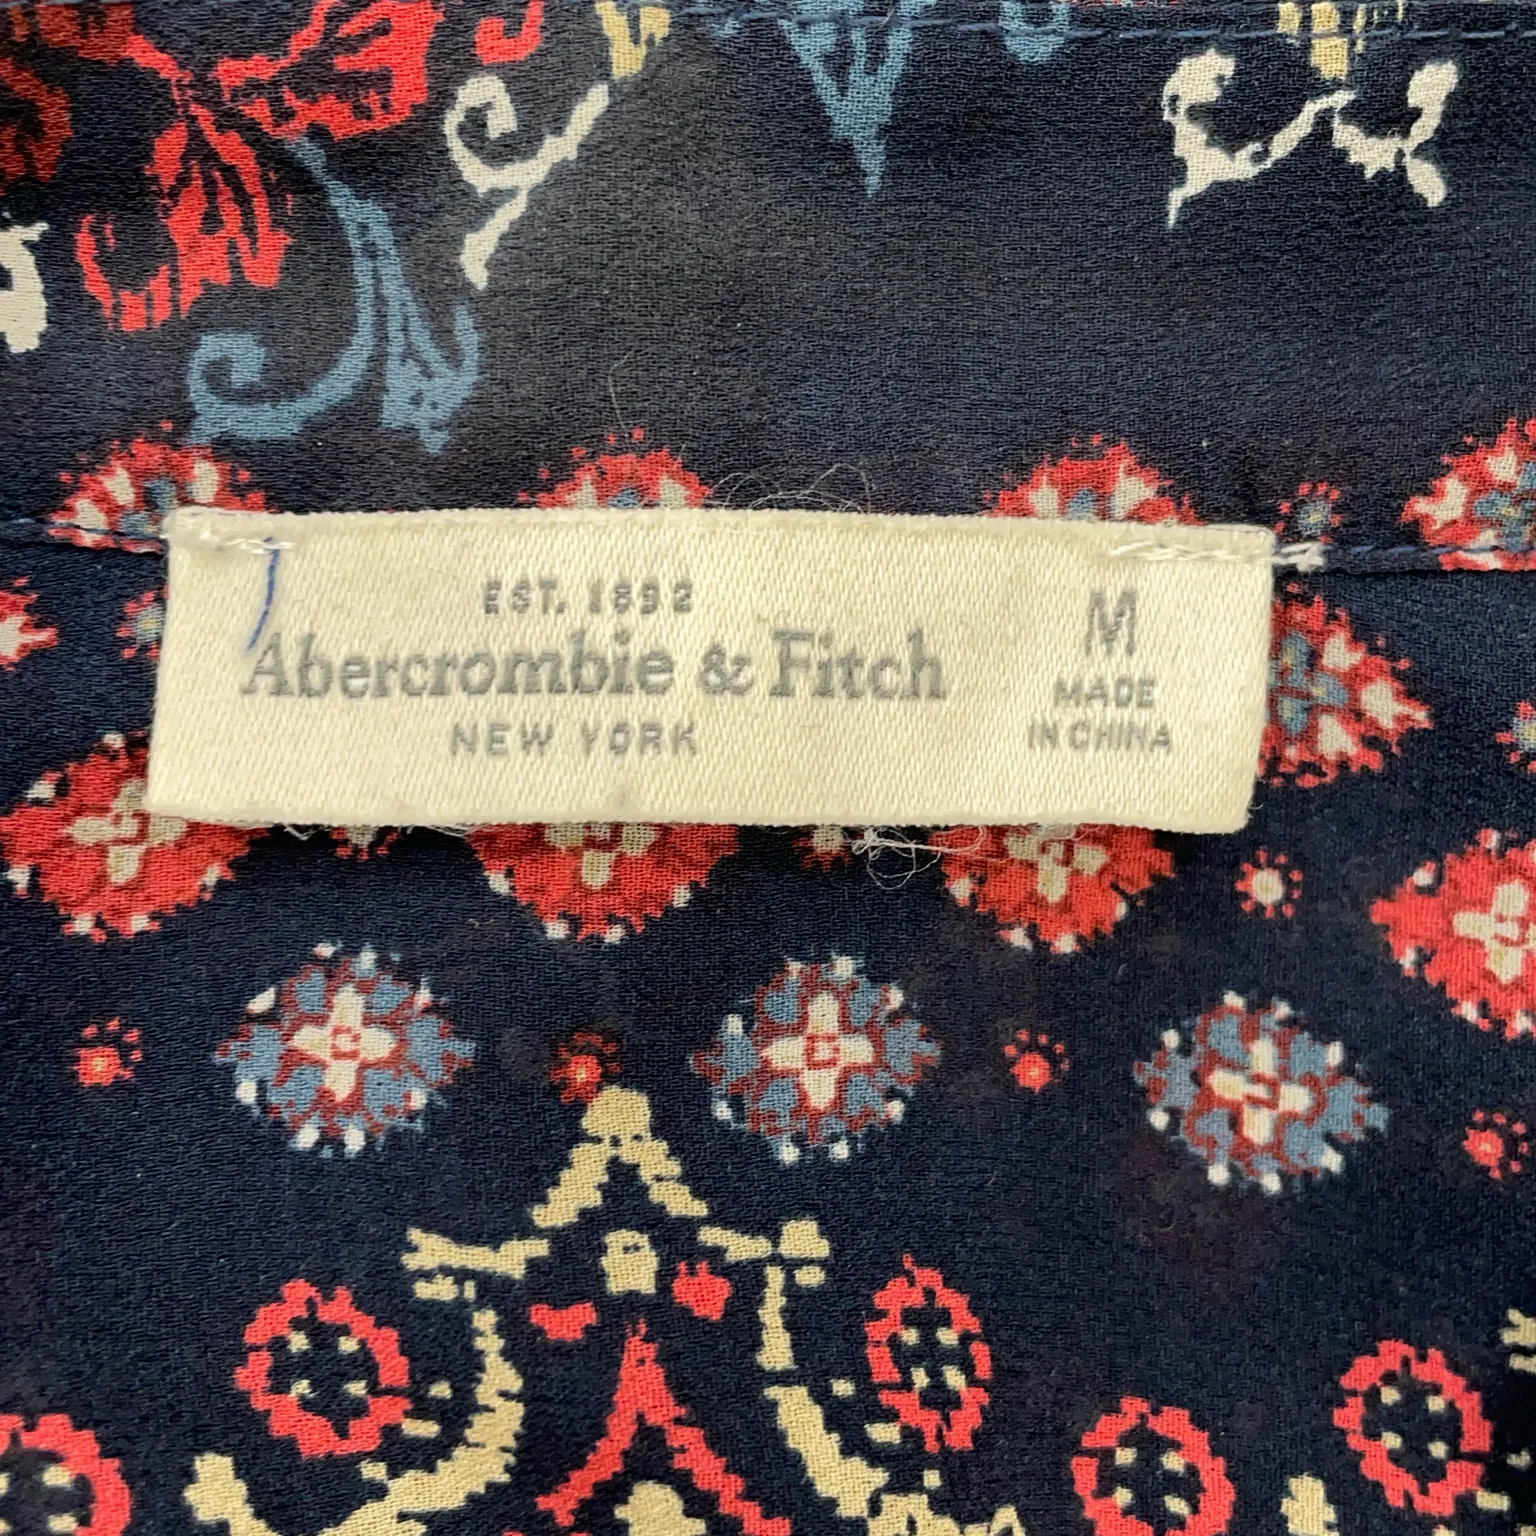 EST. 1892
Abercrombie & Fitch
NEW YORK
M
MADE
IN CHINA